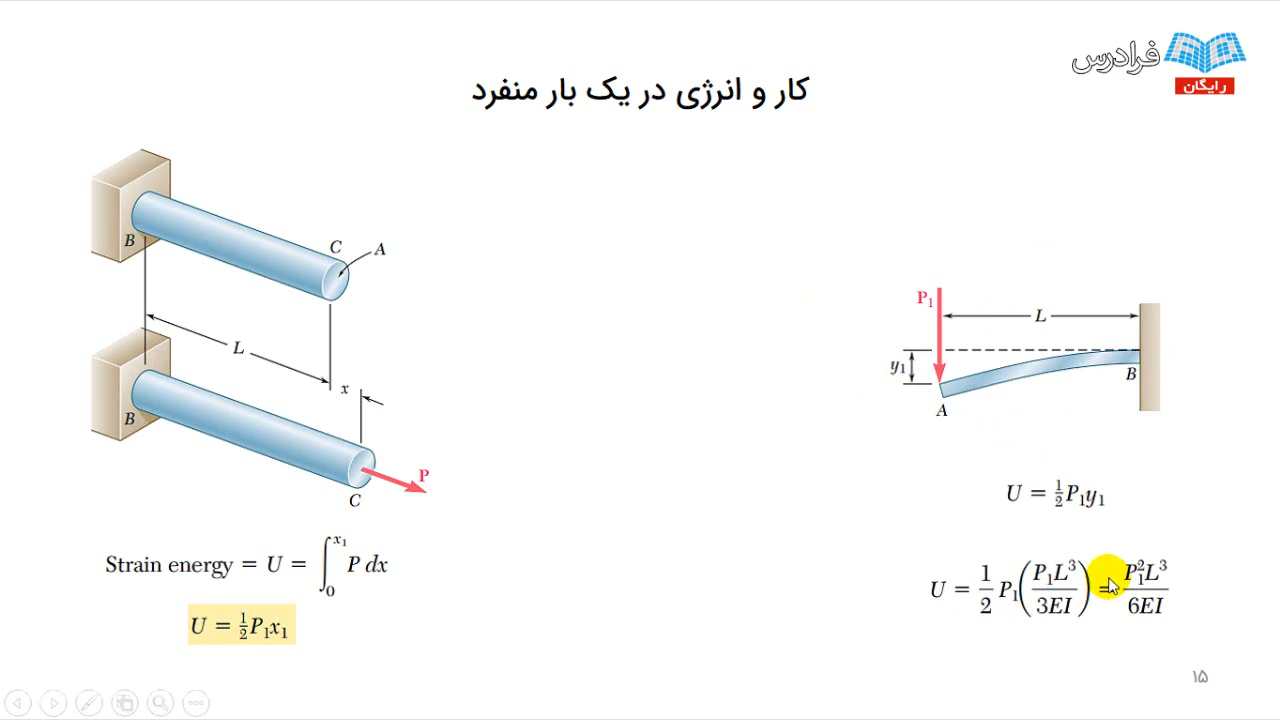 فرادرس
رایگان
کار و انرژی در یک بار منفرد
B
C
A
L
x
B
P
C
Strain energy = U = ∫₀^{x₁} P dx
U = ½P₁x₁
P₁
L
y₁
B
A
U = ½P₁y₁
U = 1/2 P₁(P₁L³/3EI) = P₁²L³/6EI
۱۵